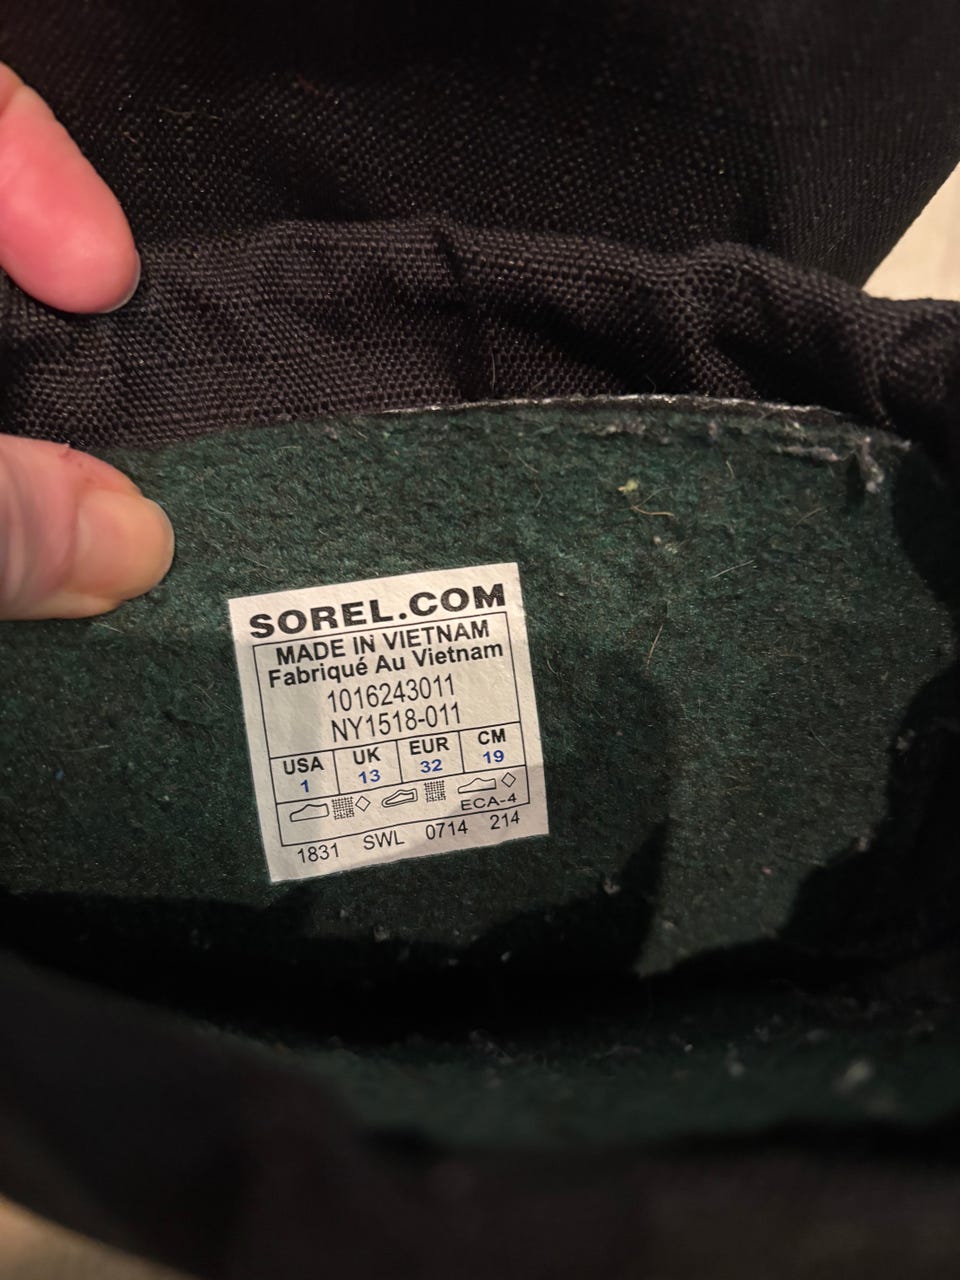 SOREL.COM
MADE IN VIETNAM
Fabriqué Au Vietnam
1016243011
NY1518-011
USA UK EUR CM
1 13 32 19
ECA-4
1831 SWL 0714 214